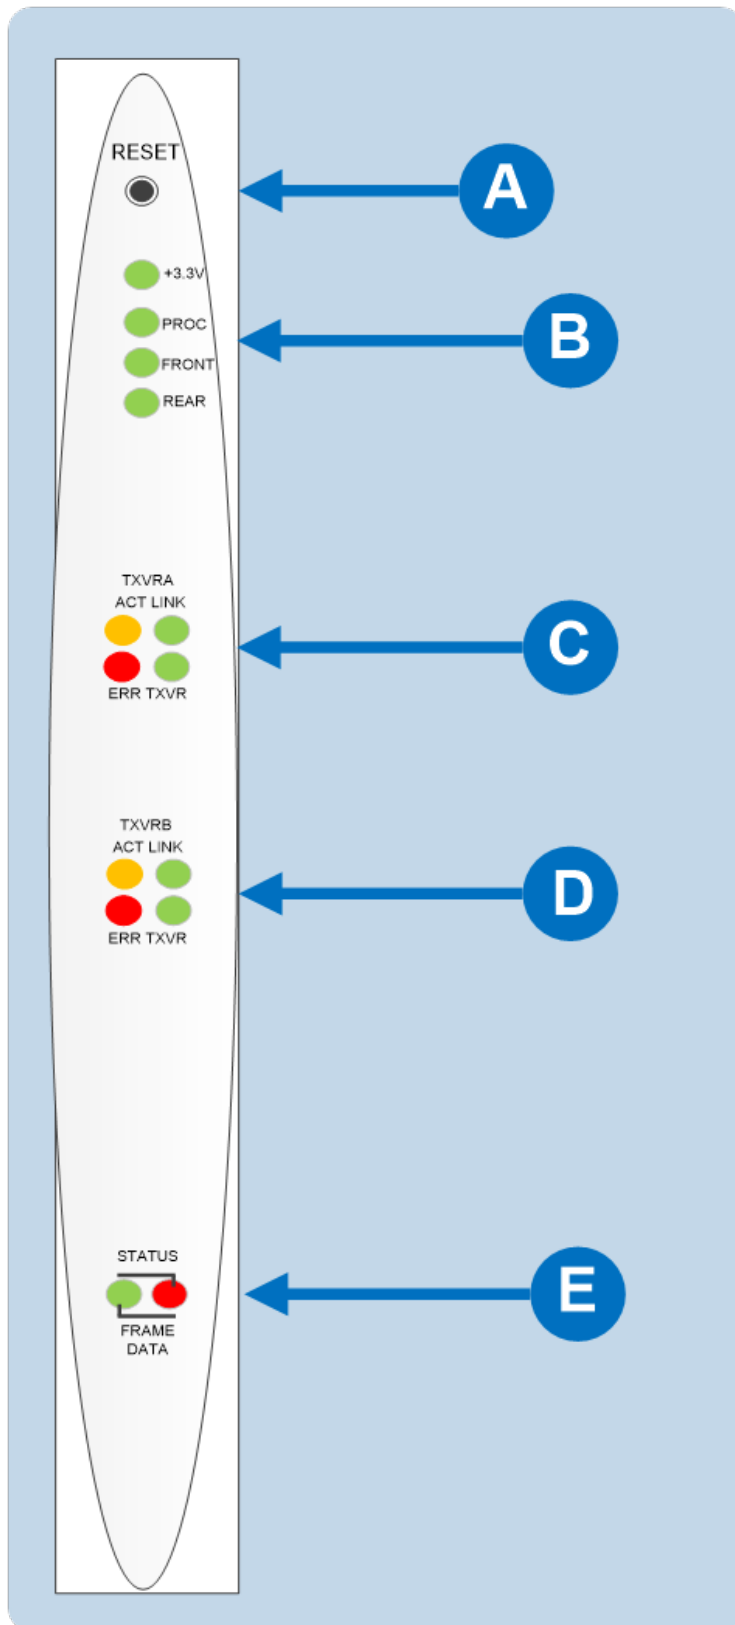 RESET
A
+3.3V
PROC
B
FRONT
REAR
TXVRA
ACT LINK
C
ERR TXVR
TXVRB
ACT LINK
D
ERR TXVR
STATUS
E
FRAME
DATA